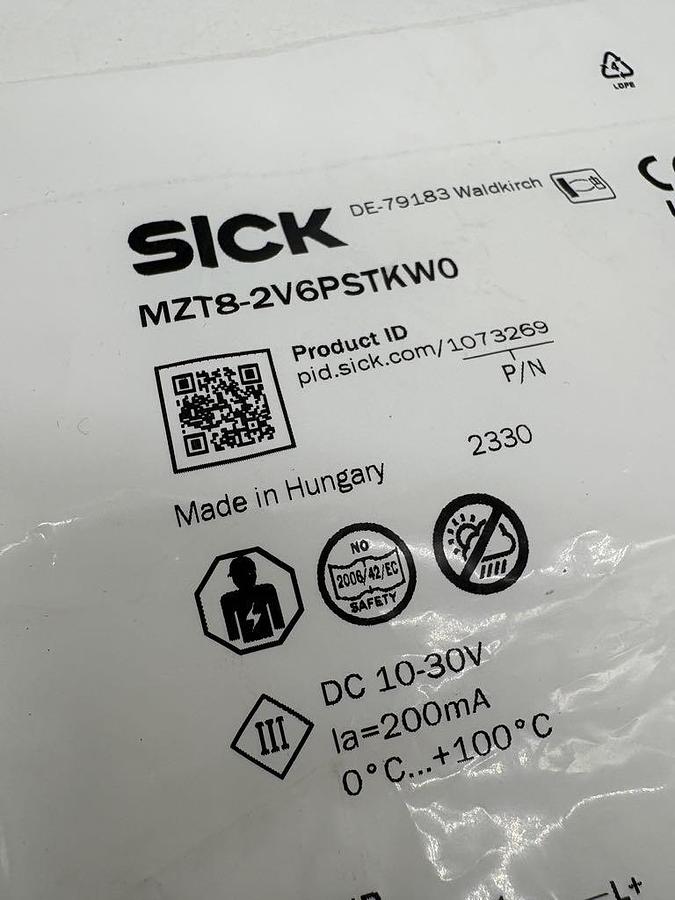 4
LDPE
SICK DE-79183 Waldkirch
MZT8-2V6PSTKW0
Product ID
pid.sick.com/1073269
P/N
2330
Made in Hungary
NO
2006/42/EC
SAFETY
DC 10-30V
III
Ia=200mA
0°C...+100°C
L+